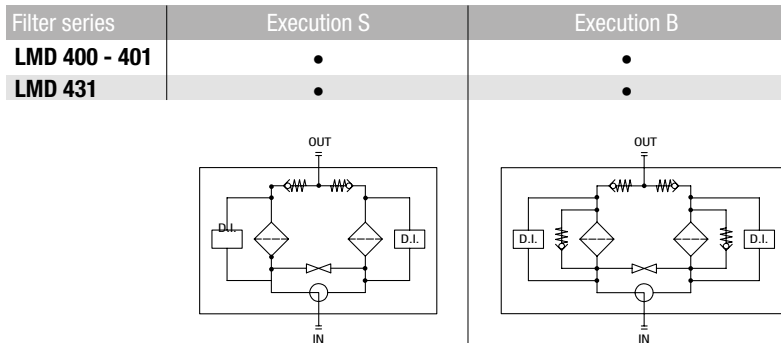 Filter series Execution S Execution B
LMD 400 - 401 • •
LMD 431 • •
OUT OUT
D.I. D.I. D.I. D.I.
IN IN